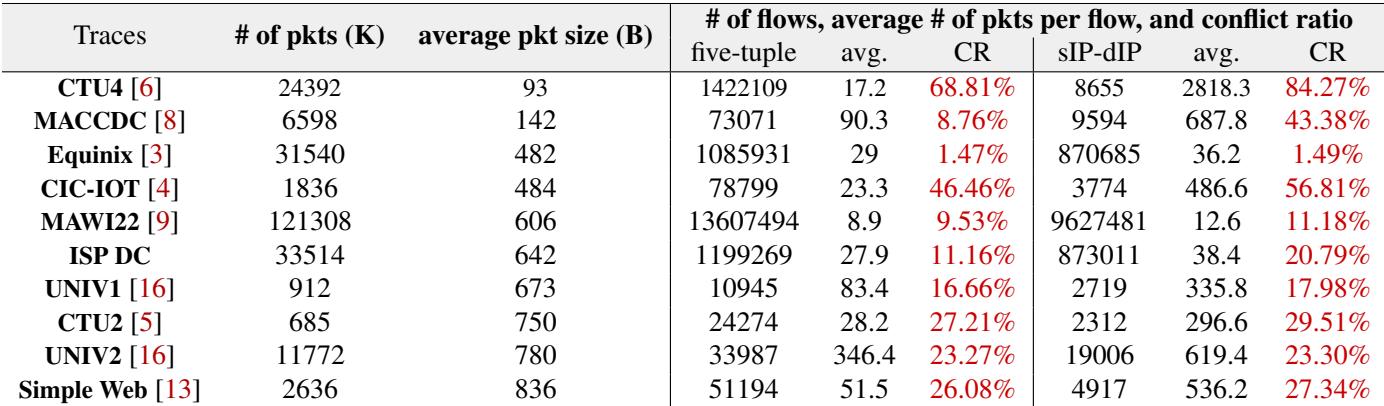 # of flows, average # of pkts per flow, and conflict ratio
Traces # of pkts (K) average pkt size (B)
five-tuple avg. CR sIP-dIP avg. CR
CTU4 [6] 24392 93 1422109 17.2 68.81% 8655 2818.3 84.27%
MACCDC [8] 6598 142 73071 90.3 8.76% 9594 687.8 43.38%
Equinix [3] 31540 482 1085931 29 1.47% 870685 36.2 1.49%
CIC-IOT [4] 1836 484 78799 23.3 46.46% 3774 486.6 56.81%
MAWI22 [9] 121308 606 13607494 8.9 9.53% 9627481 12.6 11.18%
ISP DC 33514 642 1199269 27.9 11.16% 873011 38.4 20.79%
UNIV1 [16] 912 673 10945 83.4 16.66% 2719 335.8 17.98%
CTU2 [5] 685 750 24274 28.2 27.21% 2312 296.6 29.51%
UNIV2 [16] 11772 780 33987 346.4 23.27% 19006 619.4 23.30%
Simple Web [13] 2636 836 51194 51.5 26.08% 4917 536.2 27.34%